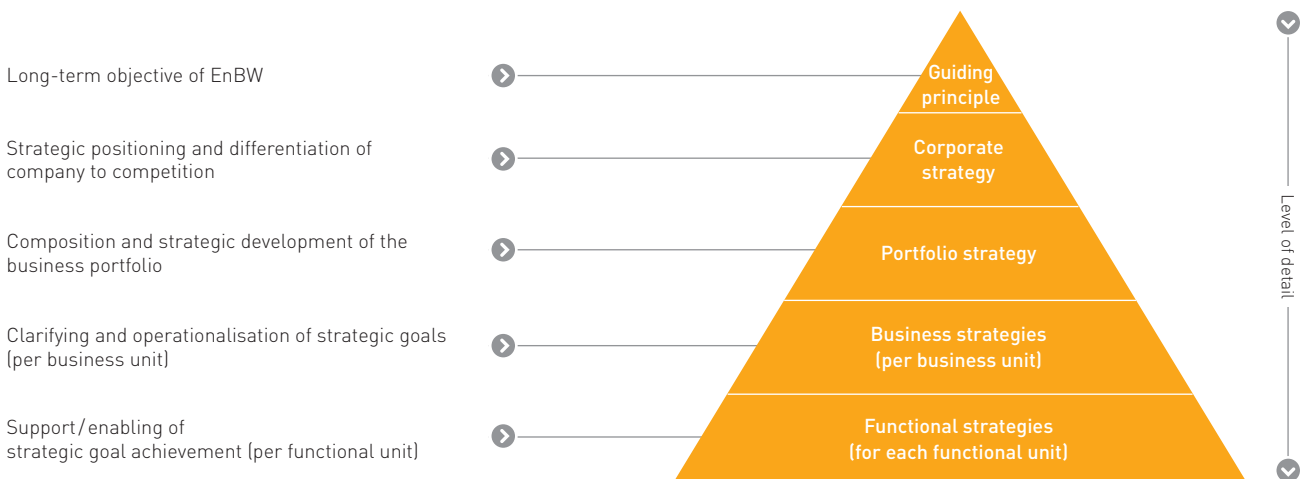 Long-term objective of EnBW
Guiding
principle
Strategic positioning and differentiation of
company to competition
Corporate
strategy
Composition and strategic development of the
business portfolio
Portfolio strategy
Clarifying and operationalisation of strategic goals
(per business unit)
Business strategies
(per business unit)
Support/enabling of
strategic goal achievement (per functional unit)
Functional strategies
(for each functional unit)
Level of detail